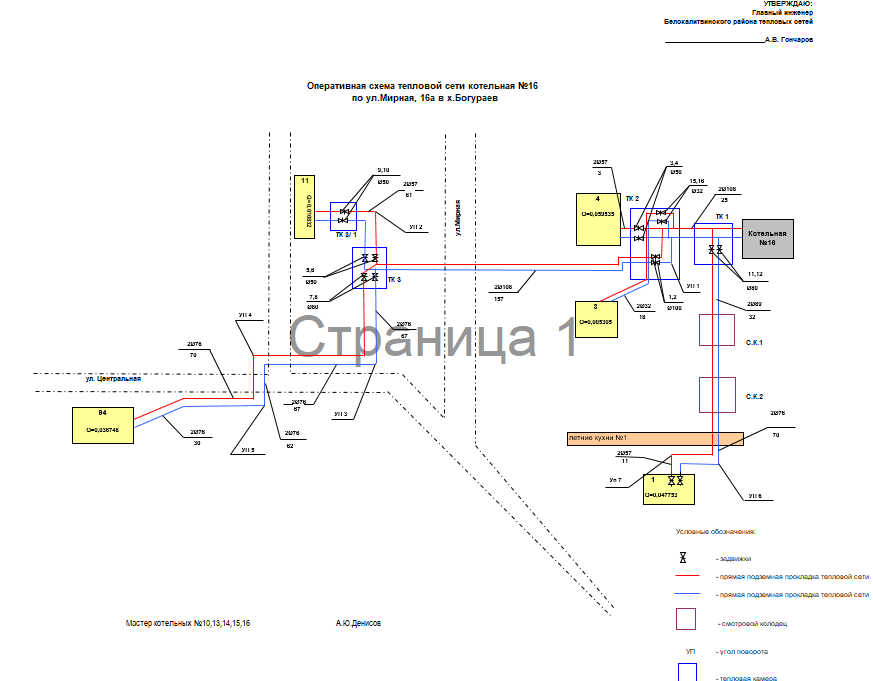 УТВЕРЖДАЮ:
Главный инженер
Белокалитвинского района тепловых сетей
А.В. Гончаров
Оперативная схема тепловой сети котельная №16
по ул.Мирная, 16а в х.Богураев
11
9,10
Ø50
2Ø57
61
УП 2
ТК 3/ 1
ул.Мирная
2Ø57
3
3,4
Ø50
15,16
Ø32
2Ø108
25
4
Q=0,059535
ТК 2
ТК 1
Котельная
№16
5,6
Ø50
7,8
Ø80
ТК 3
2Ø108
157
11,12
Ø80
УП 1
1,2
Ø100
2Ø32
18
Q=0,005305
2Ø89
32
С.К.1
УП 4
2Ø76
67
Страница 1
2Ø76
70
ул. Центральная
С.К.2
2Ø76
67
УП 3
94
Q=0,036748
2Ø76
30
2Ø76
62
УП 5
2Ø76
70
летние кухни №1
2Ø57
11
Уп 7
1
Q=0,047753
УП 6
Условные обозначения:
- задвижки
- прямая подземная прокладка тепловой сети
- прямая подземная прокладка тепловой сети
- смотровой колодец
УП - угол поворота
- тепловая камера
Мастер котельных №10,13,14,15,16 А.Ю.Денисов